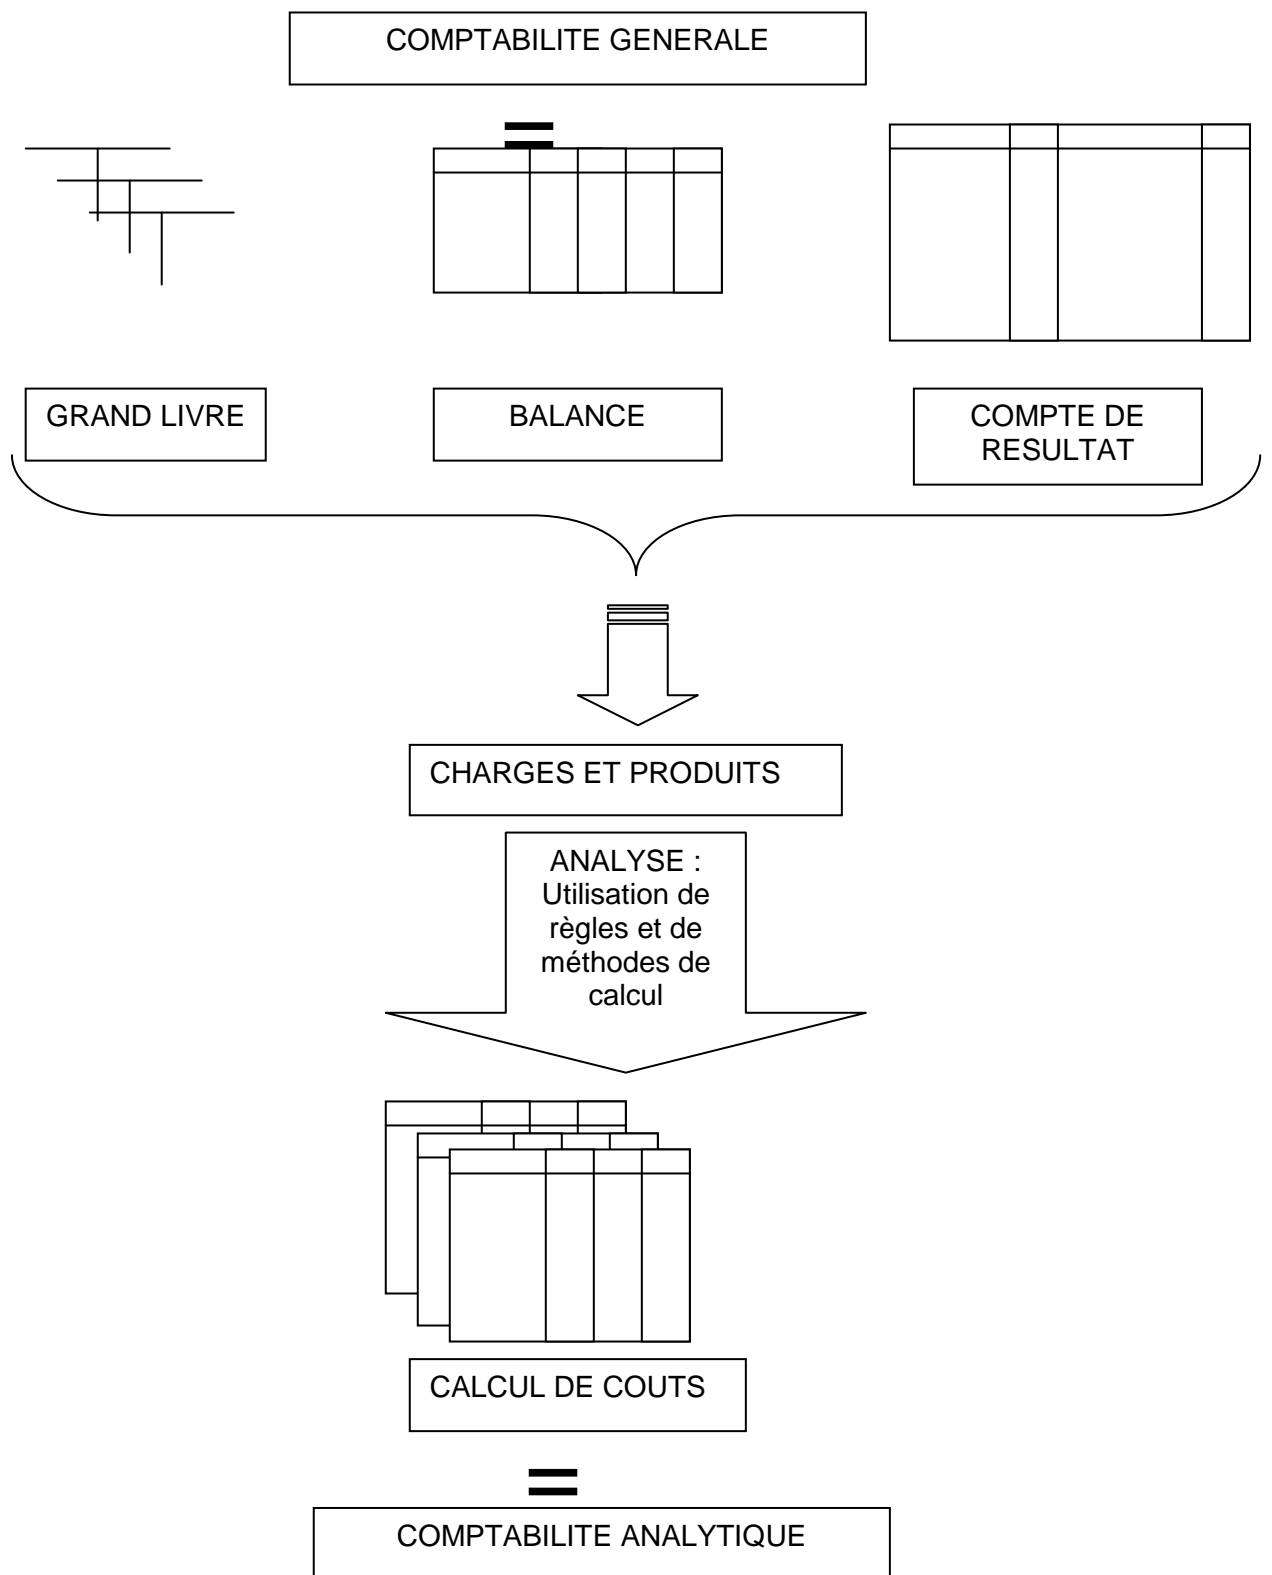 COMPTABILITE GENERALE
=
GRAND LIVRE
BALANCE
COMPTE DE
RESULTAT
CHARGES ET PRODUITS
ANALYSE :
Utilisation de
règles et de
méthodes de
calcul
CALCUL DE COUTS
=
COMPTABILITE ANALYTIQUE